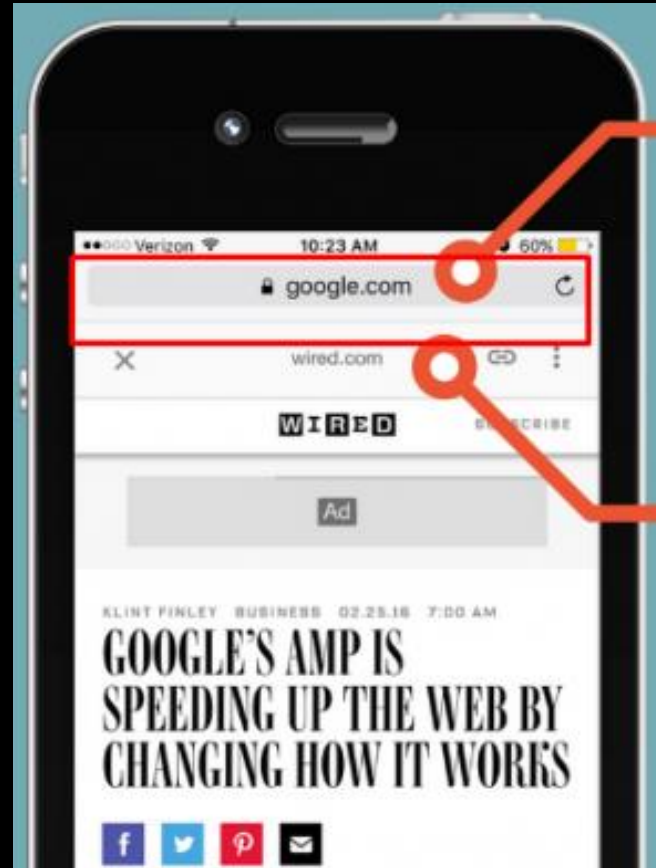 Verizon 10:23 AM 60%
google.com
wired.com
WIRED SUBSCRIBE
Ad
KLINT FINLEY BUSINESS 02.25.16 7:00 AM
GOOGLE'S AMP IS
SPEEDING UP THE WEB BY
CHANGING HOW IT WORKS